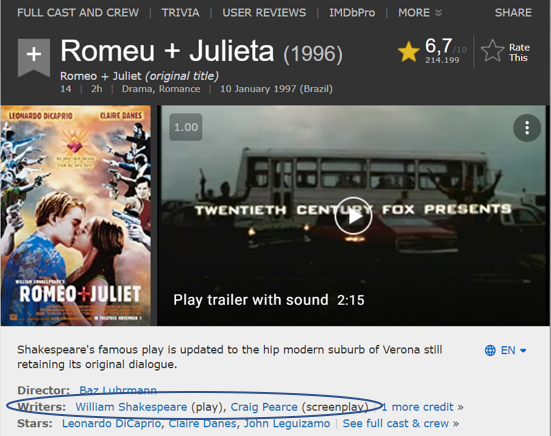 FULL CAST AND CREW | TRIVIA | USER REVIEWS | IMDbPro | MORE SHARE
+ Romeu + Julieta (1996)
6,7/10
214.199
Rate This
Romeo + Juliet (original title)
14 | 2h | Drama, Romance | 10 January 1997 (Brazil)
LEONARDO DiCAPRIO CLAIRE DANES
WILLIAM SHAKESPEARE'S
ROMEO+JULIET
IN THEATRES NOVEMBER 1
1.00
TWENTIETH CENTURY FOX PRESENTS
Play trailer with sound 2:15
Shakespeare's famous play is updated to the hip modern suburb of Verona still
retaining its original dialogue.
EN
Director: Baz Luhrmann
Writers: William Shakespeare (play), Craig Pearce (screenplay) 1 more credit »
Stars: Leonardo DiCaprio, Claire Danes, John Leguizamo | See full cast & crew »